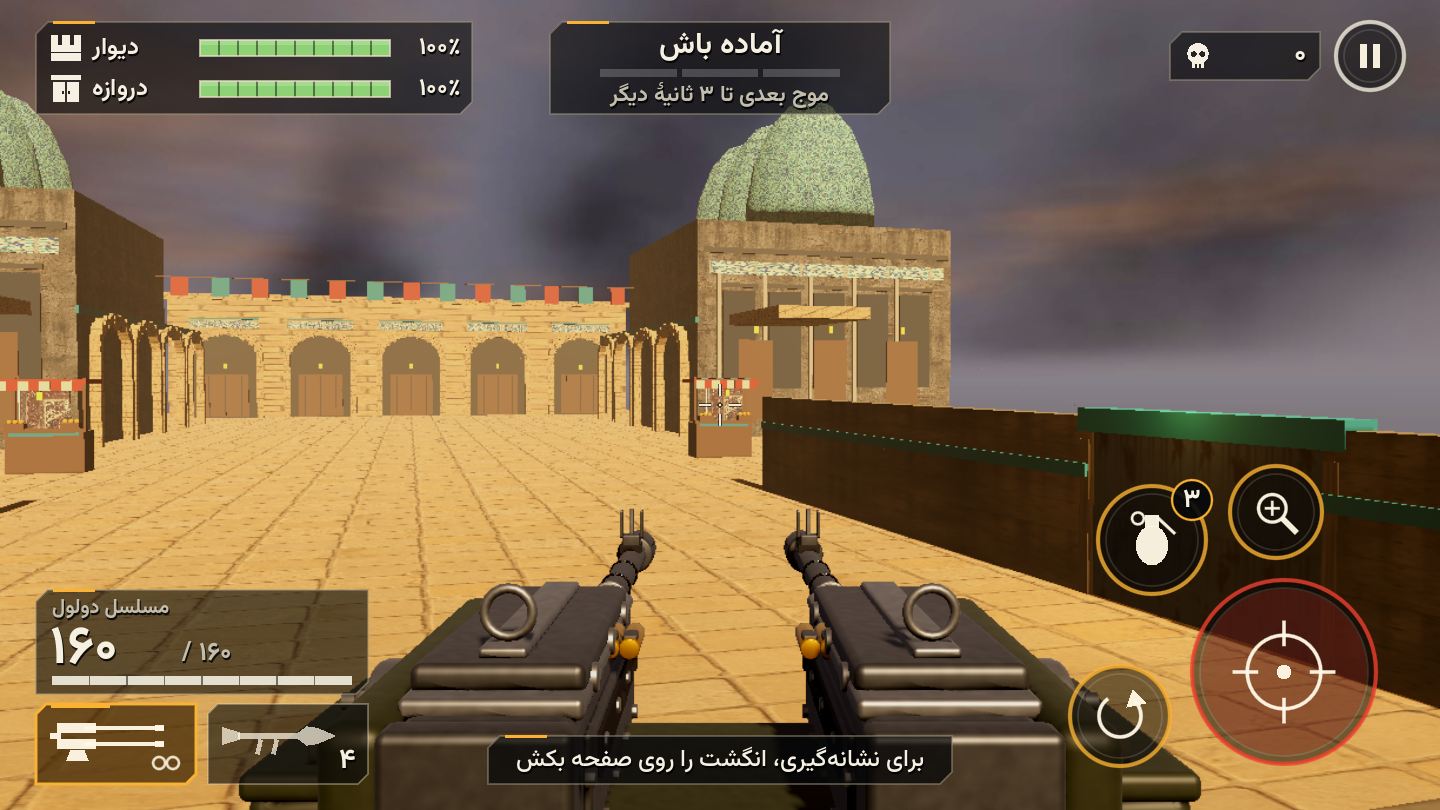 دیوار ۱۰۰٪
دروازه ۱۰۰٪
آماده باش
موج بعدی تا ۳ ثانیهٔ دیگر
۰
۳
مسلسل دولول
۱۶۰ / ۱۶۰
∞
۴
برای نشانه‌گیری، انگشت را روی صفحه بکش